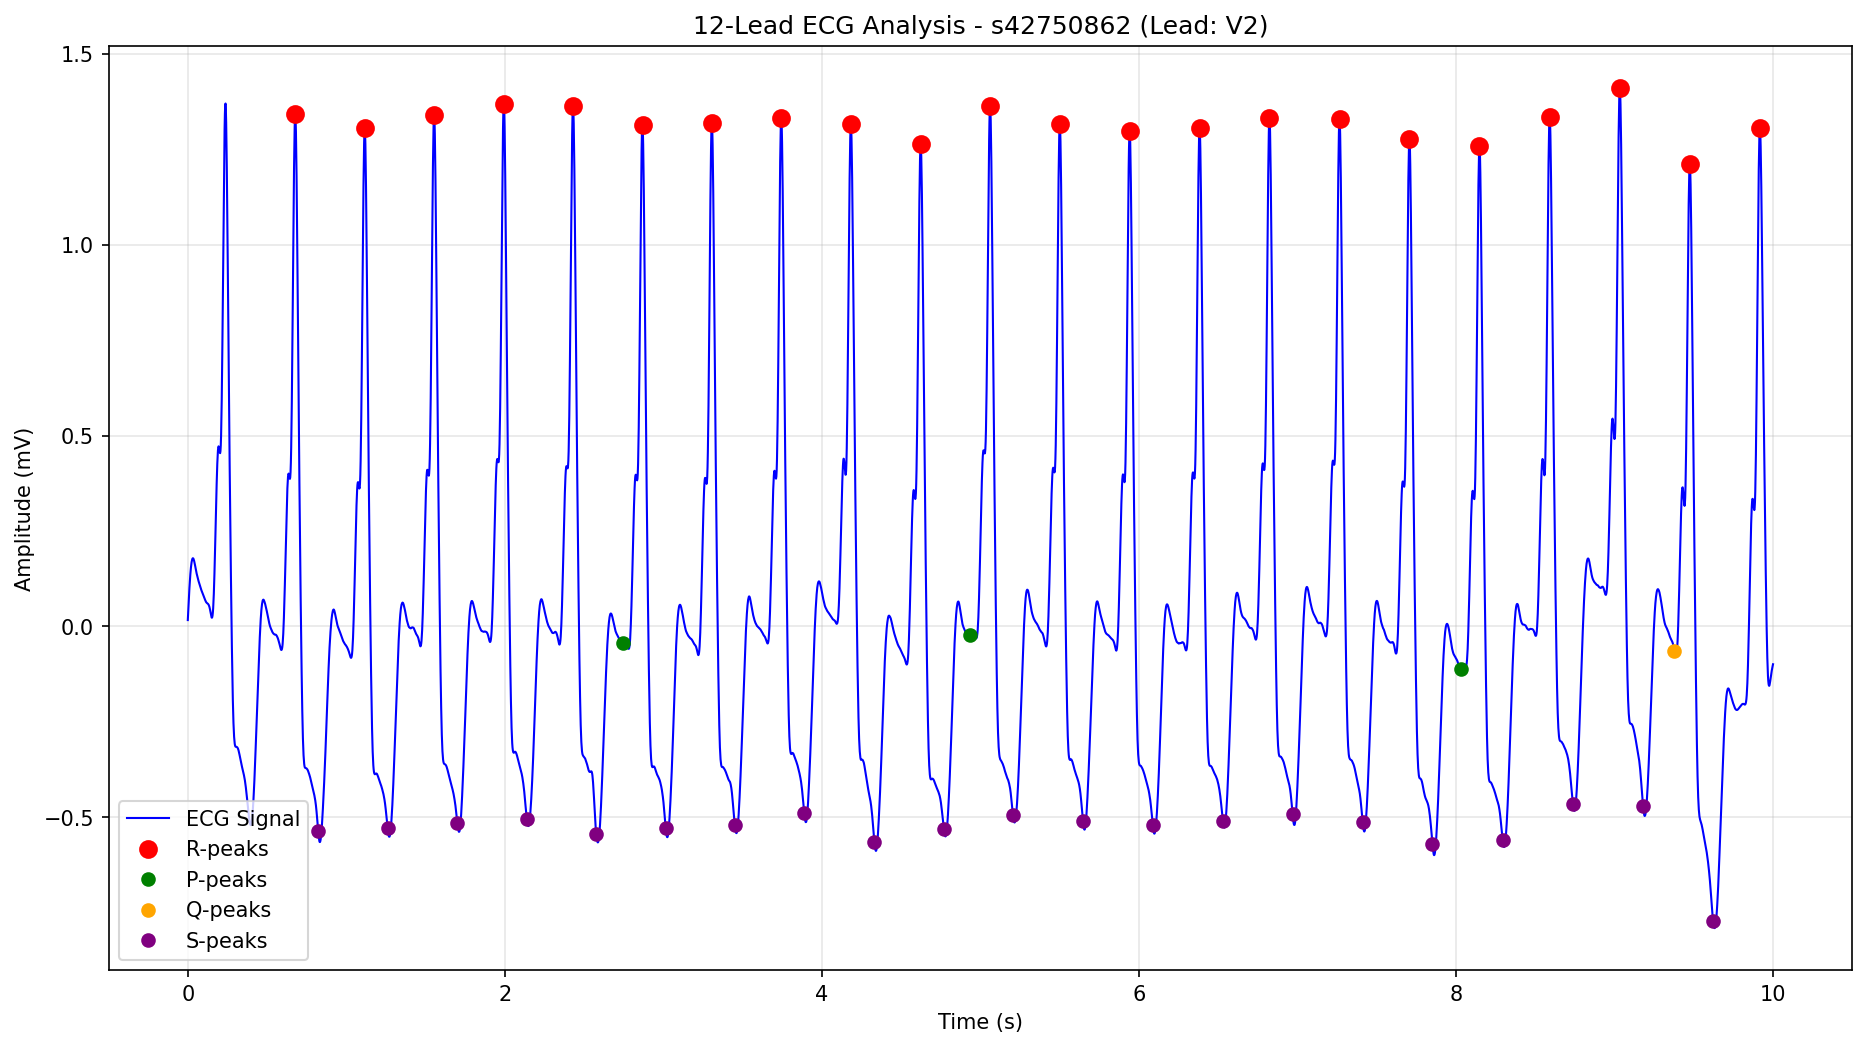 12-Lead ECG Analysis - s42750862 (Lead: V2)
1.5
1.0
0.5
0.0
−0.5
Amplitude (mV)
ECG Signal
R-peaks
P-peaks
Q-peaks
S-peaks
0 2 4 6 8 10
Time (s)